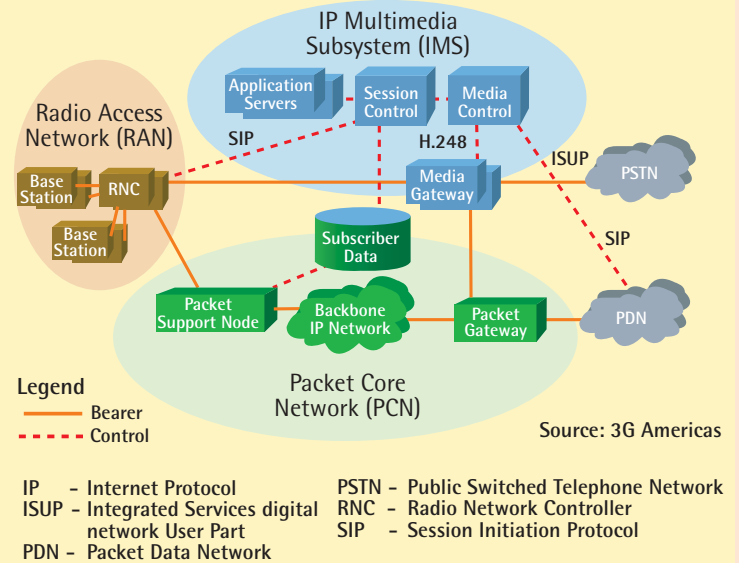 IP Multimedia
Subsystem (IMS)
Application
Servers
Session
Control
Media
Control
Radio Access
Network (RAN)
SIP
H.248
ISUP
Base
Station
RNC
Media
Gateway
PSTN
Base
Station
Subscriber
Data
SIP
Packet
Support Node
Backbone
IP Network
Packet
Gateway
PDN
Packet Core
Network (PCN)
Legend
Bearer
Control
Source: 3G Americas
IP – Internet Protocol
ISUP – Integrated Services digital
network User Part
PDN – Packet Data Network
PSTN – Public Switched Telephone Network
RNC – Radio Network Controller
SIP – Session Initiation Protocol